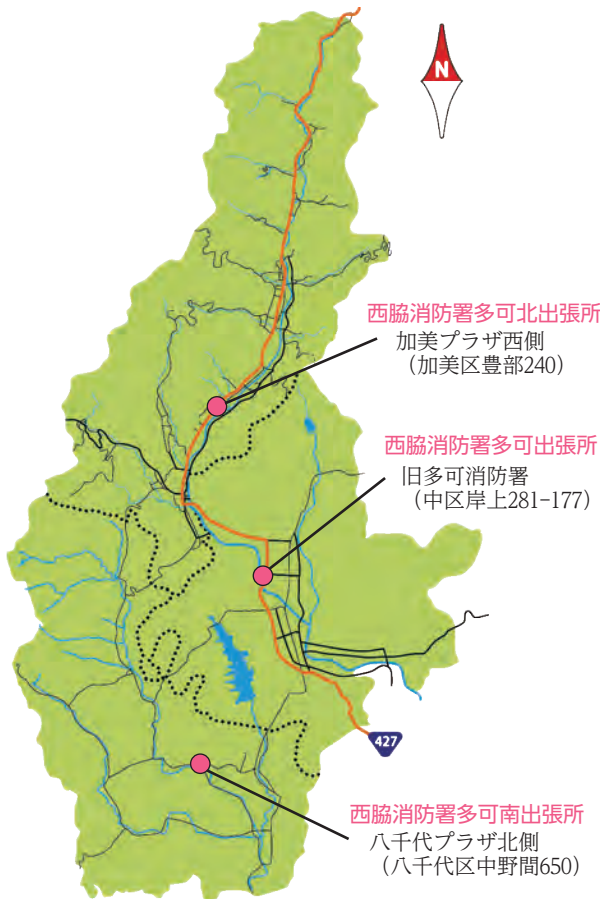 N
西脇消防署多可北出張所
加美プラザ西側
(加美区豊部240)
西脇消防署多可出張所
旧多可消防署
(中区岸上281-177)
427
西脇消防署多可南出張所
八千代プラザ北側
(八千代区中野間650)